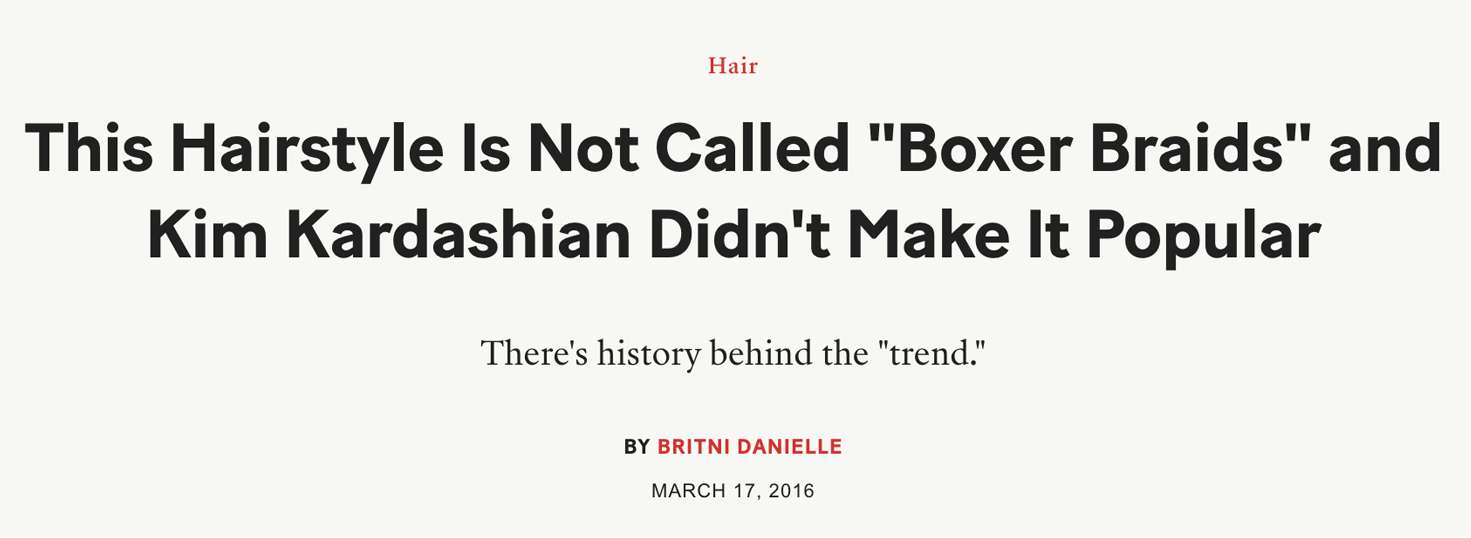 Hair
This Hairstyle Is Not Called "Boxer Braids" and
Kim Kardashian Didn't Make It Popular
There's history behind the "trend."
BY BRITNI DANIELLE
MARCH 17, 2016